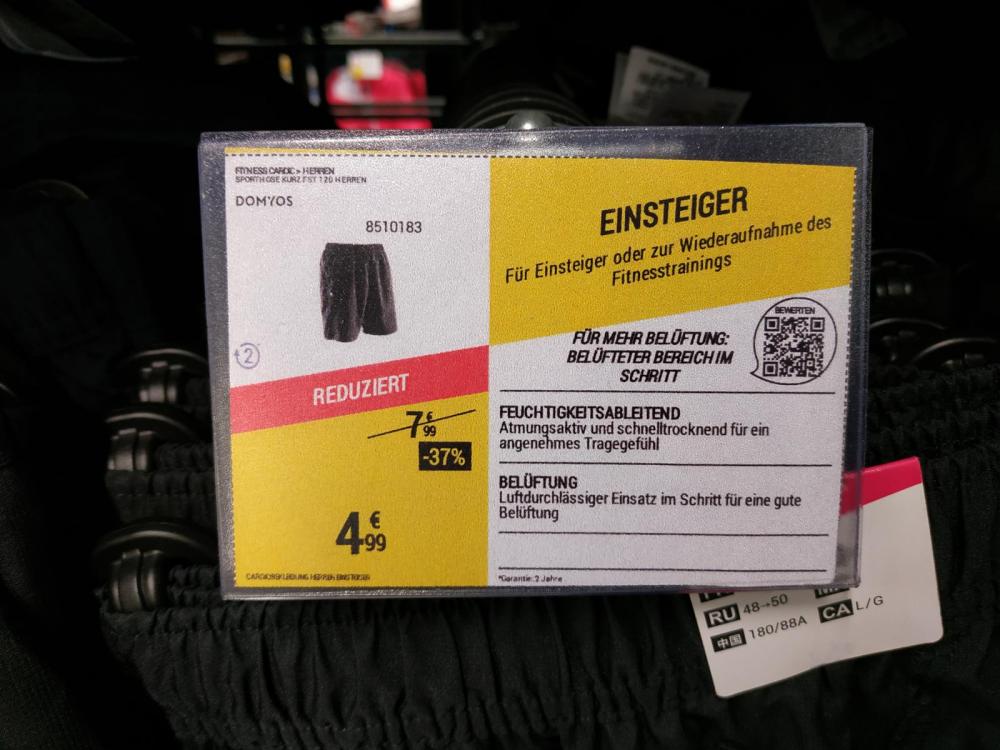 FITNESS CARDIO > HERREN
SPORTHOSE KURZ FST 120 HERREN
DOMYOS
8510183
2
REDUZIERT
7€99
-37%
4€99
CARDIOBEKLEIDUNG HERREN EINSTEIGER
EINSTEIGER
Für Einsteiger oder zur Wiederaufnahme des
Fitnesstrainings
BEWERTEN
FÜR MEHR BELÜFTUNG:
BELÜFTETER BEREICH IM
SCHRITT
FEUCHTIGKEITSABLEITEND
Atmungsaktiv und schnelltrocknend für ein
angenehmes Tragegefühl
BELÜFTUNG
Luftdurchlässiger Einsatz im Schritt für eine gute
Belüftung
*Garantie: 2 Jahre
RU 48→50
CA L/G
中国 180/88A